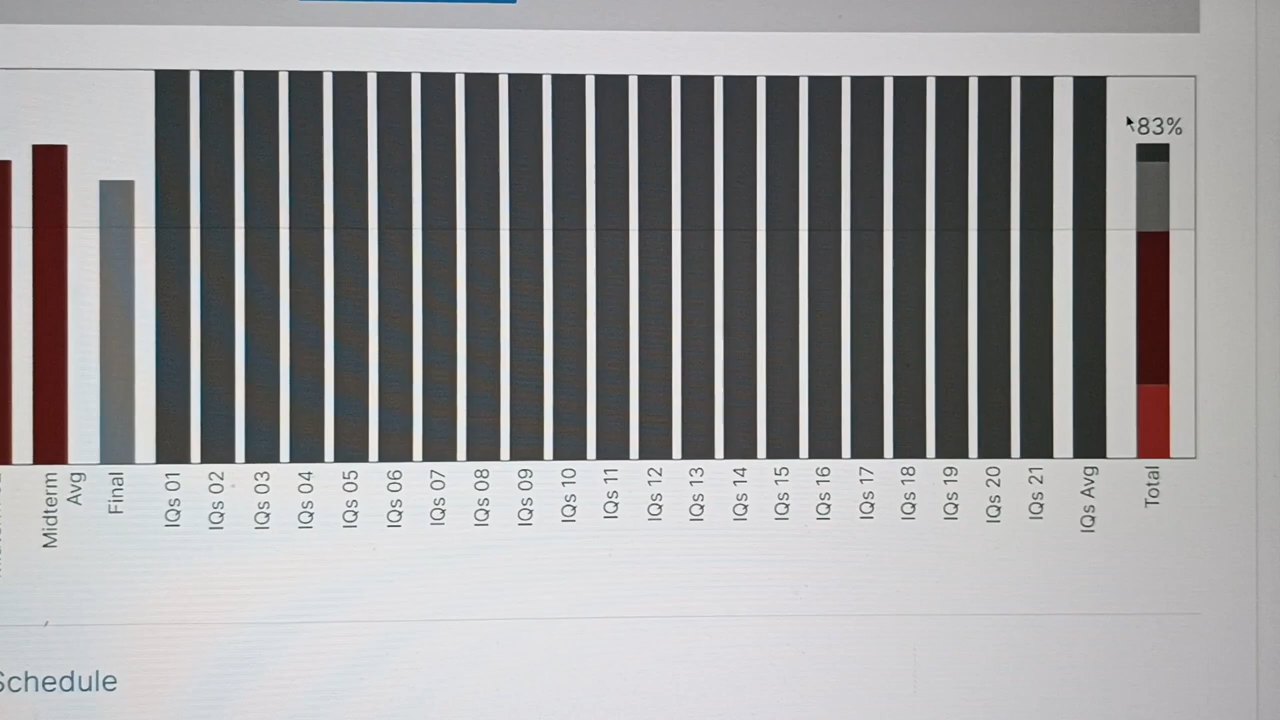 83%
Midterm
Avg
Final
IQs 01
IQs 02
IQs 03
IQs 04
IQs 05
IQs 06
IQs 07
IQs 08
IQs 09
IQs 10
IQs 11
IQs 12
IQs 13
IQs 14
IQs 15
IQs 16
IQs 17
IQs 18
IQs 19
IQs 20
IQs 21
IQs Avg
Total
Schedule